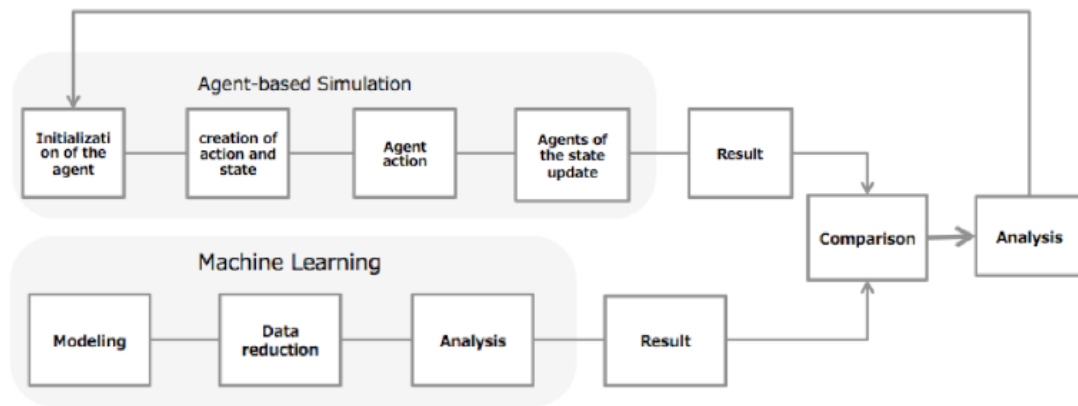 Agent-based Simulation
Initializati
on of the
agent
creation of
action and
state
Agent
action
Agents of
the state
update
Result
Comparison
Analysis
Machine Learning
Modeling
Data
reduction
Analysis
Result